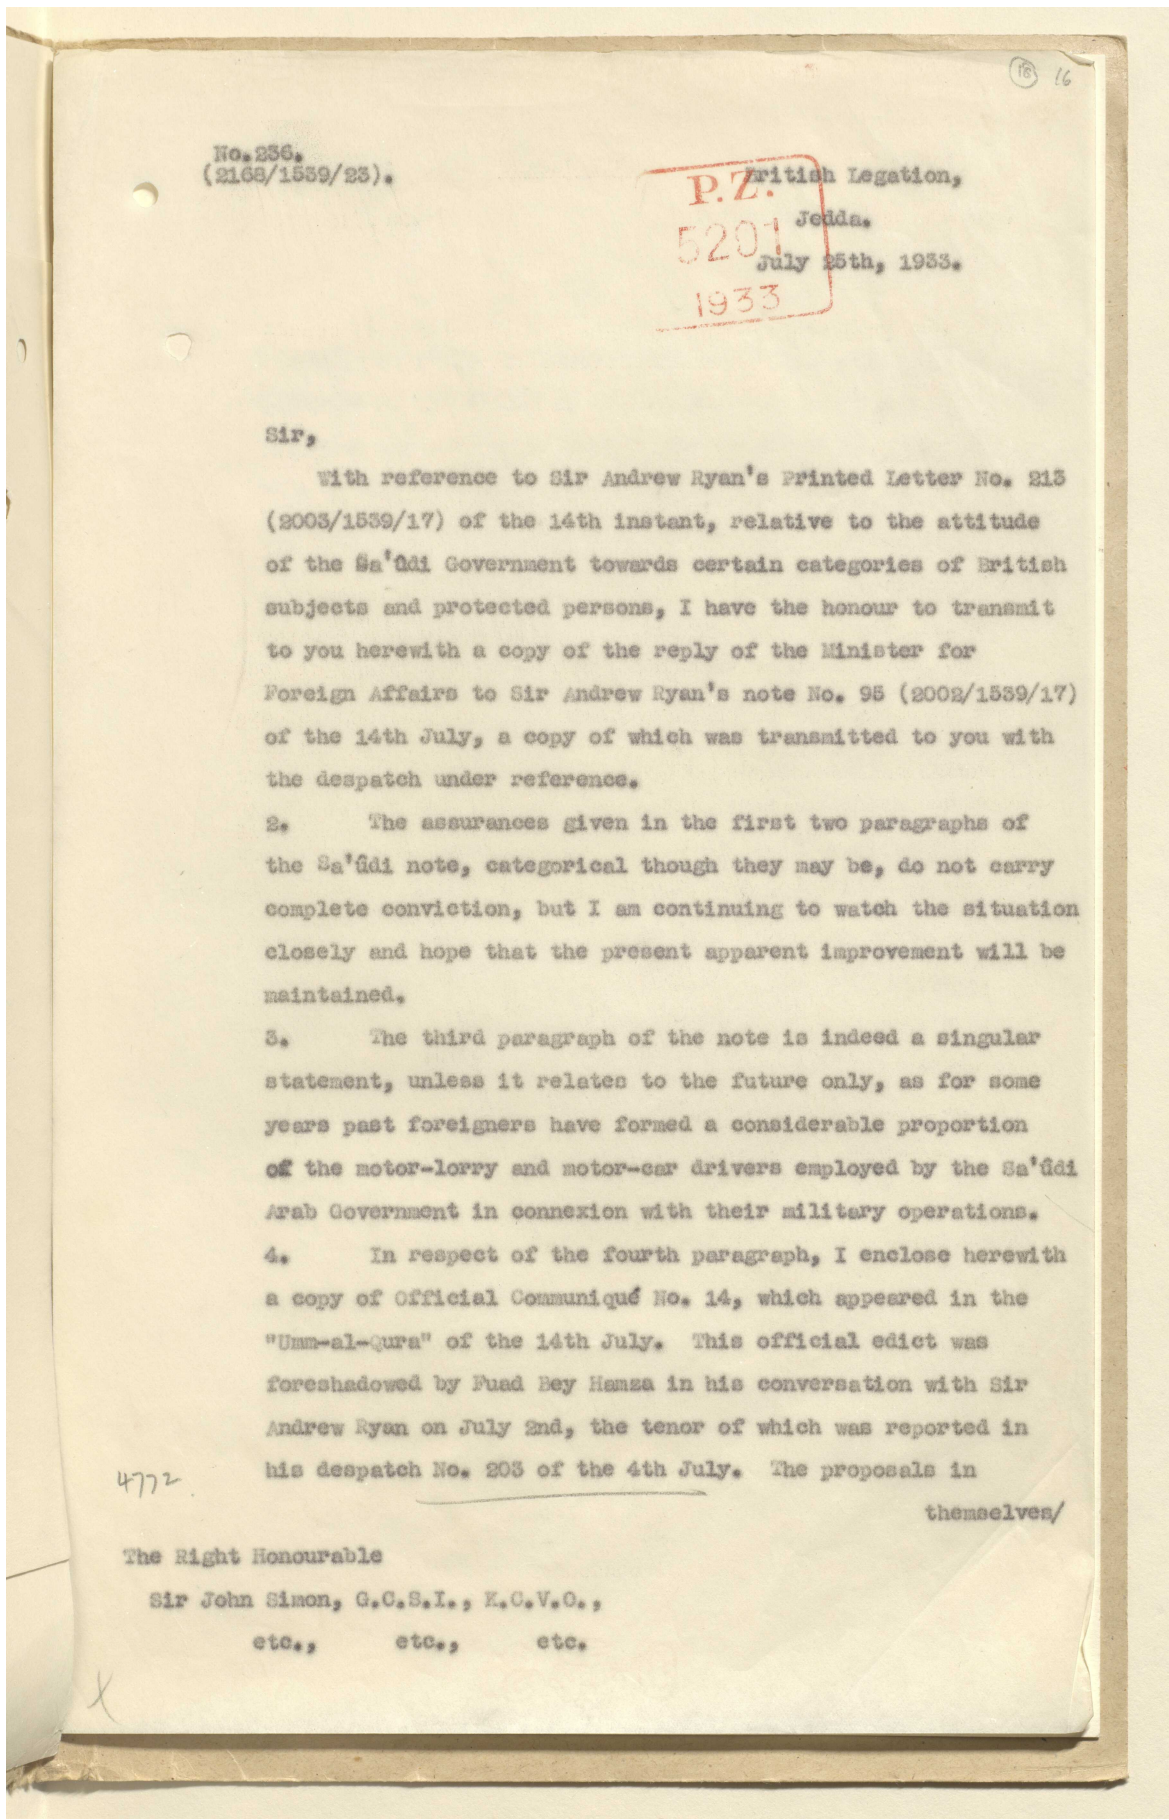 18 16
No.236.
(2168/1539/23).
P.Z.
5201
1933
British Legation,
Jedda.
July 25th, 1933.
Sir,
With reference to Sir Andrew Ryan's Printed Letter No. 213
(2003/1539/17) of the 14th instant, relative to the attitude
of the Sa'ûdi Government towards certain categories of British
subjects and protected persons, I have the honour to transmit
to you herewith a copy of the reply of the Minister for
Foreign Affairs to Sir Andrew Ryan's note No. 95 (2002/1539/17)
of the 14th July, a copy of which was transmitted to you with
the despatch under reference.
2. The assurances given in the first two paragraphs of
the Sa'ûdi note, categorical though they may be, do not carry
complete conviction, but I am continuing to watch the situation
closely and hope that the present apparent improvement will be
maintained.
3. The third paragraph of the note is indeed a singular
statement, unless it relates to the future only, as for some
years past foreigners have formed a considerable proportion
of the motor-lorry and motor-car drivers employed by the Sa'ûdi
Arab Government in connexion with their military operations.
4. In respect of the fourth paragraph, I enclose herewith
a copy of Official Communiqué No. 14, which appeared in the
"Umm-al-Qura" of the 14th July. This official edict was
foreshadowed by Fuad Bey Hamza in his conversation with Sir
Andrew Ryan on July 2nd, the tenor of which was reported in
4772. his despatch No. 203 of the 4th July. The proposals in
themselves/
The Right Honourable
Sir John Simon, G.C.S.I., K.C.V.O.,
etc., etc., etc.